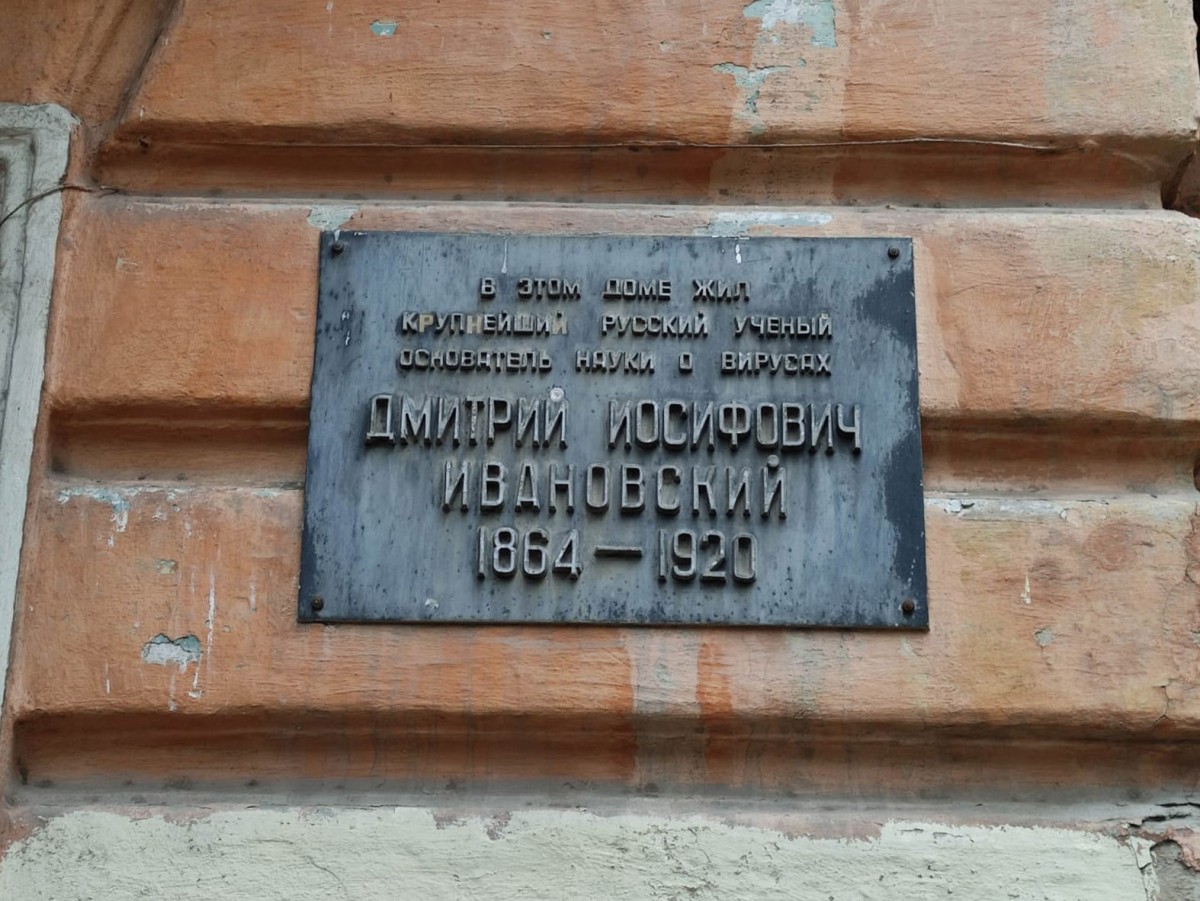 В ЭТОМ ДОМЕ ЖИЛ
КРУПНЕЙШИЙ РУССКИЙ УЧЕНЫЙ
ОСНОВАТЕЛЬ НАУКИ О ВИРУСАХ
ДМИТРИЙ ИОСИФОВИЧ
ИВАНОВСКИЙ
1864 — 1920